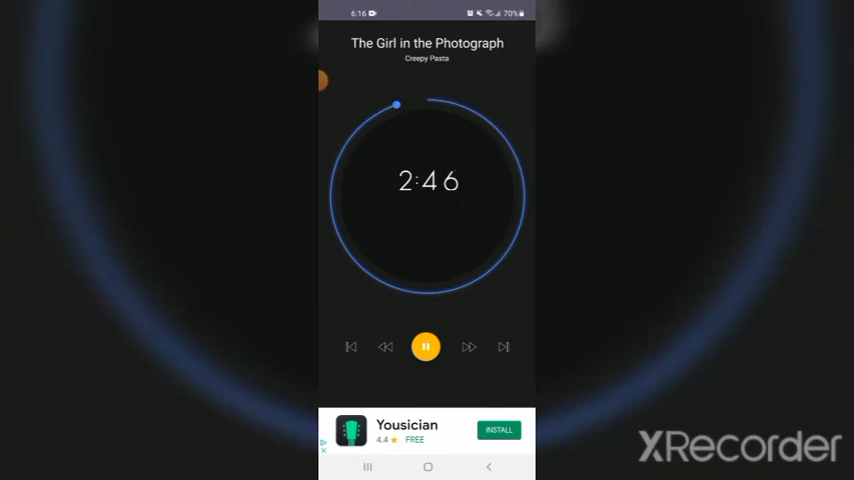 6:16
70%
The Girl in the Photograph
Creepy Pasta
2:46
Yousician
4.4 ★ FREE
INSTALL
XRecorder